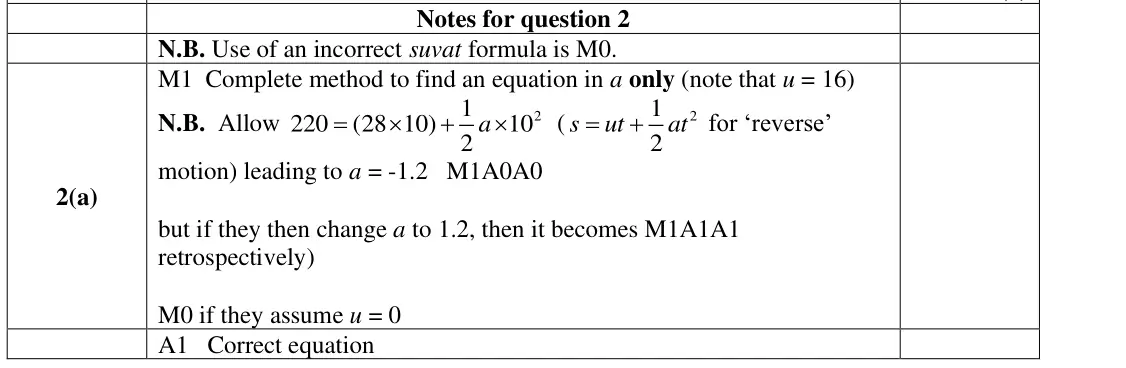 Notes for question 2
N.B. Use of an incorrect suvat formula is M0.
M1 Complete method to find an equation in a only (note that u = 16)
N.B. Allow 220 = (28×10) + 1/2 a×10² ( s = ut + 1/2 at² for ‘reverse’
motion) leading to a = -1.2 M1A0A0
2(a)
but if they then change a to 1.2, then it becomes M1A1A1
retrospectively)
M0 if they assume u = 0
A1 Correct equation